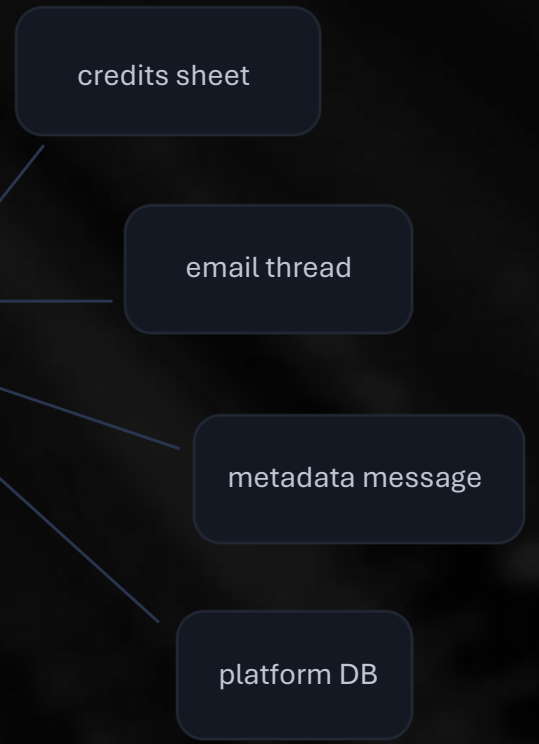 credits sheet
email thread
metadata message
platform DB